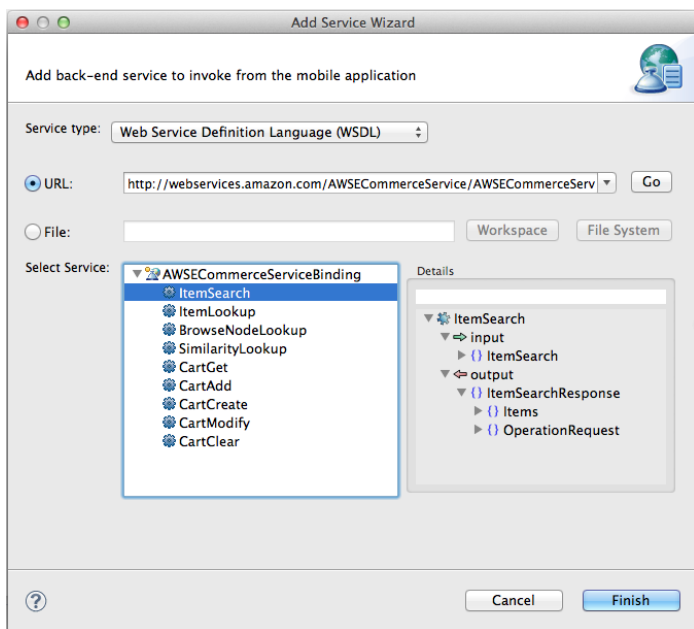 Add Service Wizard
Add back-end service to invoke from the mobile application
Service type: Web Service Definition Language (WSDL)
URL: http://webservices.amazon.com/AWSECommerceService/AWSECommerceServ Go
File: Workspace File System
Select Service:
AWSECommerceServiceBinding
ItemSearch
ItemLookup
BrowseNodeLookup
SimilarityLookup
CartGet
CartAdd
CartCreate
CartModify
CartClear
Details
ItemSearch
input
{} ItemSearch
output
{} ItemSearchResponse
{} Items
{} OperationRequest
? Cancel Finish